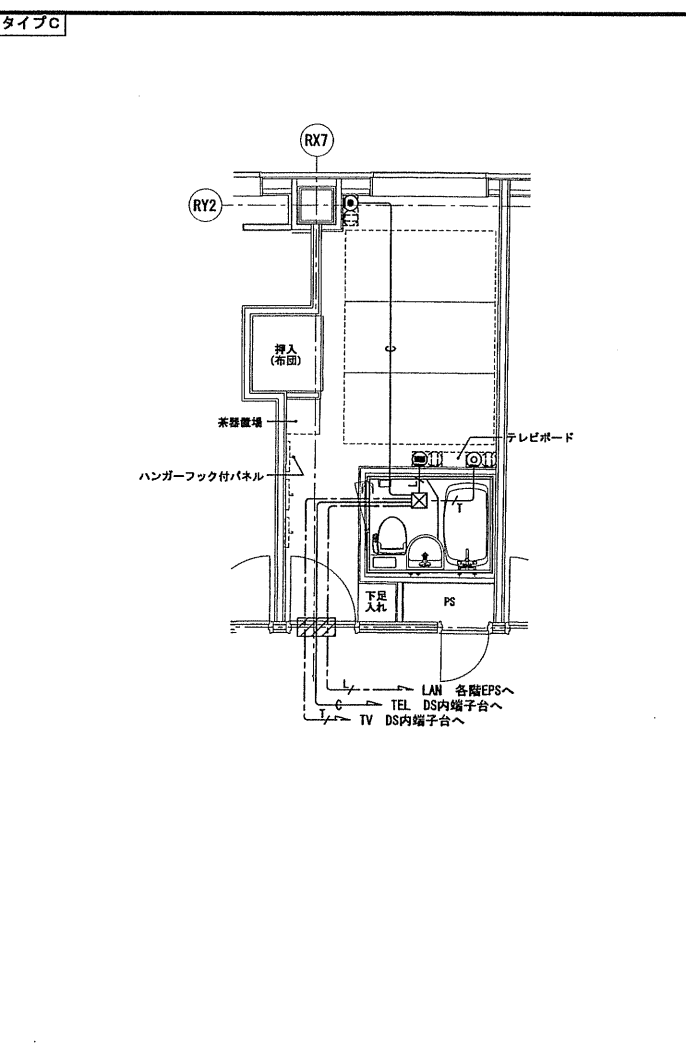 タイプC
RX7
RY2
押入
(布団)
茶器置場
テレビボード
ハンガーフック付パネル
C
L
T
下足
入れ
PS
L
LAN 各階EPSへ
C
TEL DS内端子台へ
T
TV DS内端子台へ